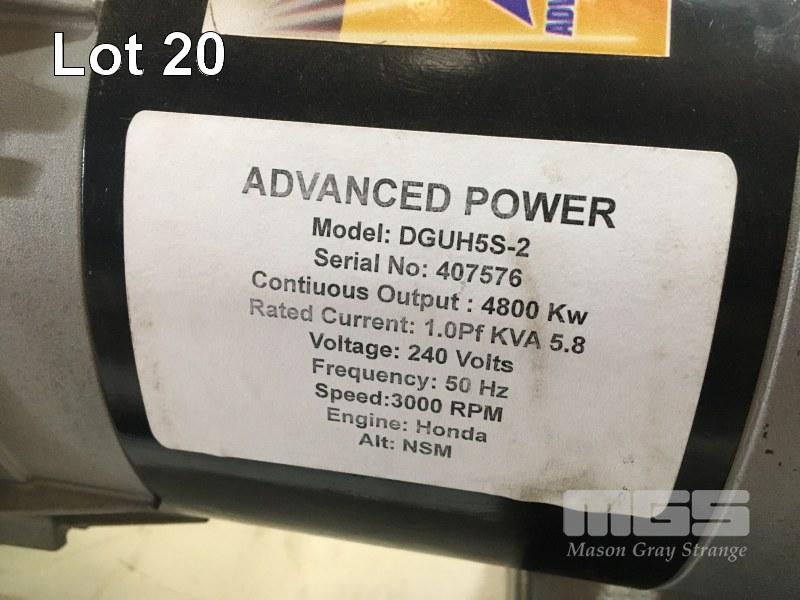 Lot 20
ADV
ADVANCED POWER
Model: DGUH5S-2
Serial No: 407576
Contiuous Output : 4800 Kw
Rated Current: 1.0Pf KVA 5.8
Voltage: 240 Volts
Frequency: 50 Hz
Speed:3000 RPM
Engine: Honda
Alt: NSM
MGS
Mason Gray Strange